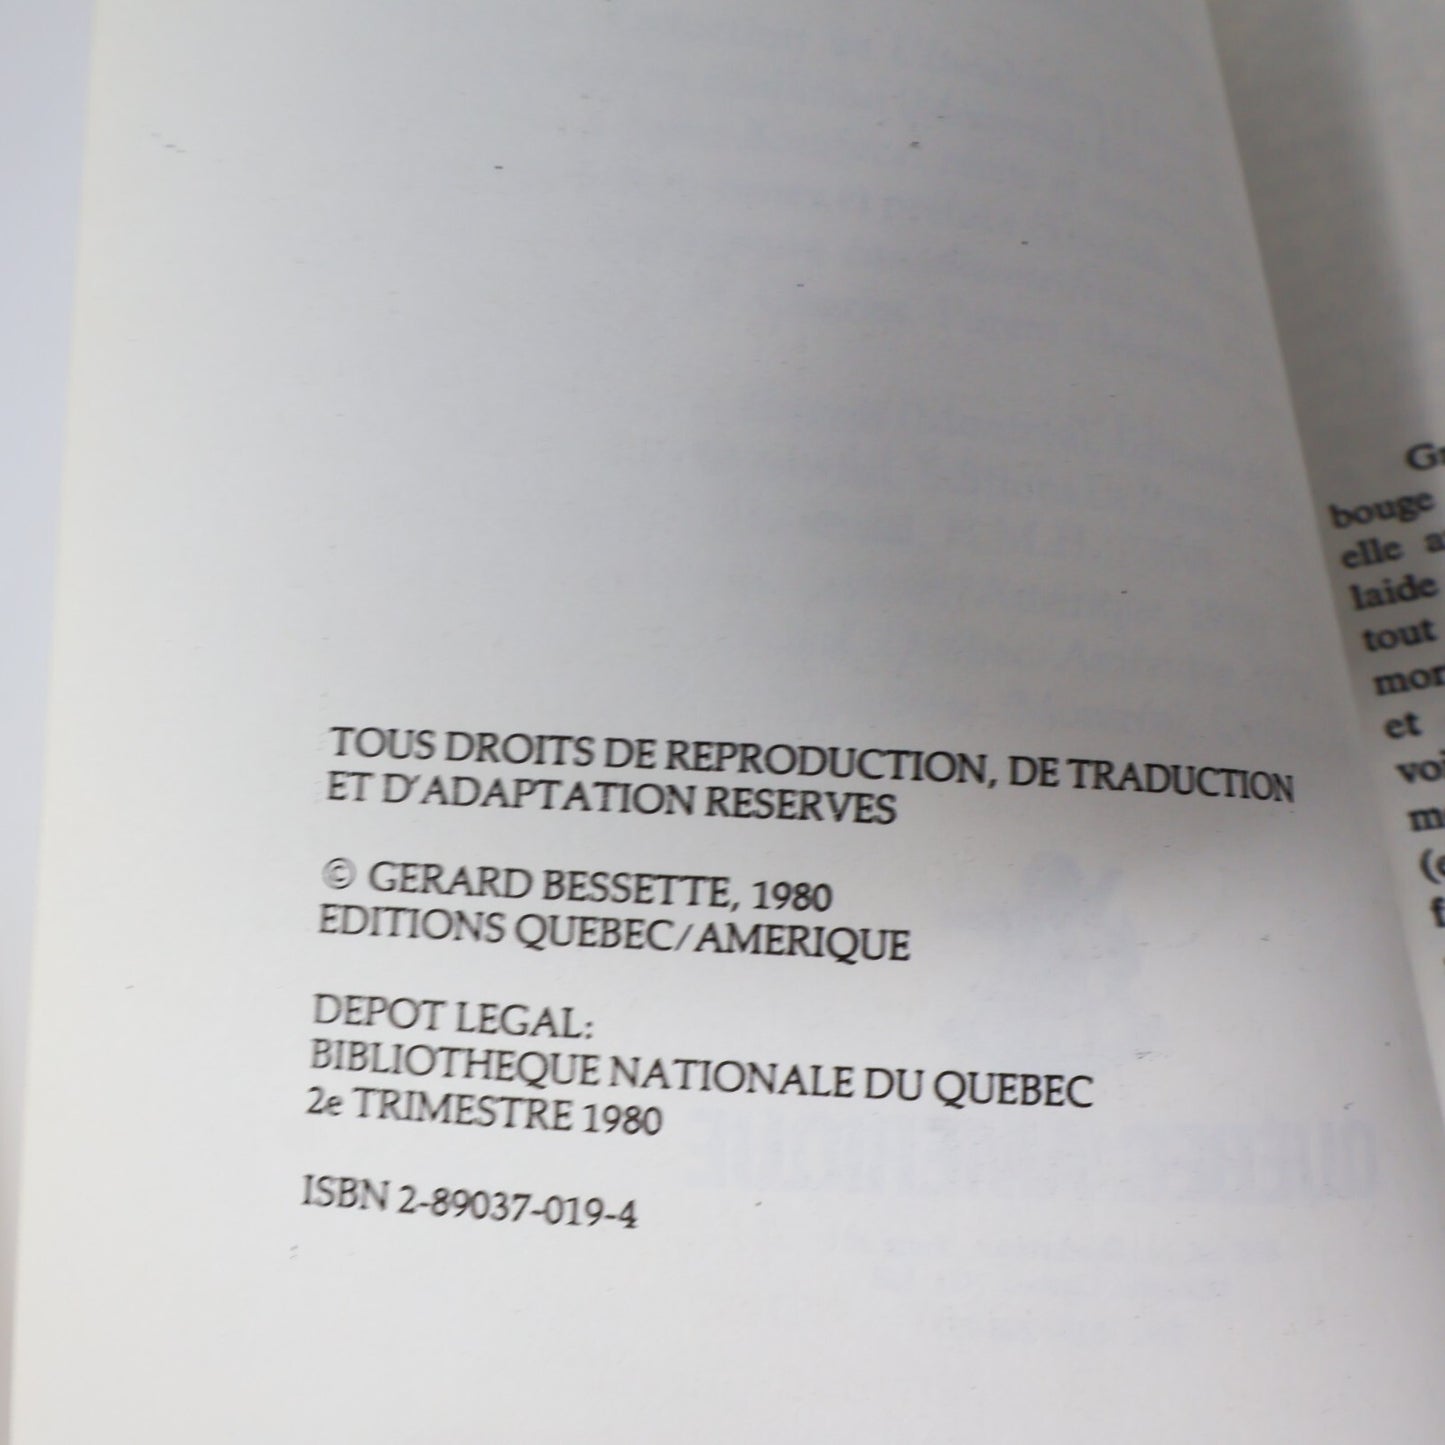 TOUS DROITS DE REPRODUCTION, DE TRADUCTION
ET D'ADAPTATION RESERVES
© GERARD BESSETTE, 1980
EDITIONS QUEBEC/AMERIQUE
DEPOT LEGAL:
BIBLIOTHEQUE NATIONALE DU QUEBEC
2e TRIMESTRE 1980
ISBN 2-89037-019-4
bouge
elle
laide
tout
et